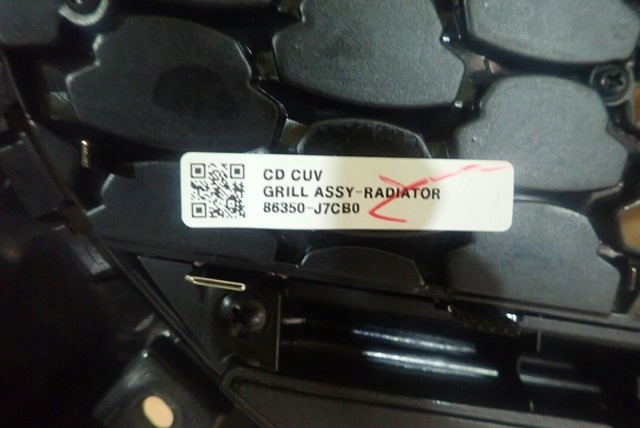 CD CUV
GRILL ASSY-RADIATOR
86350-J7CB0